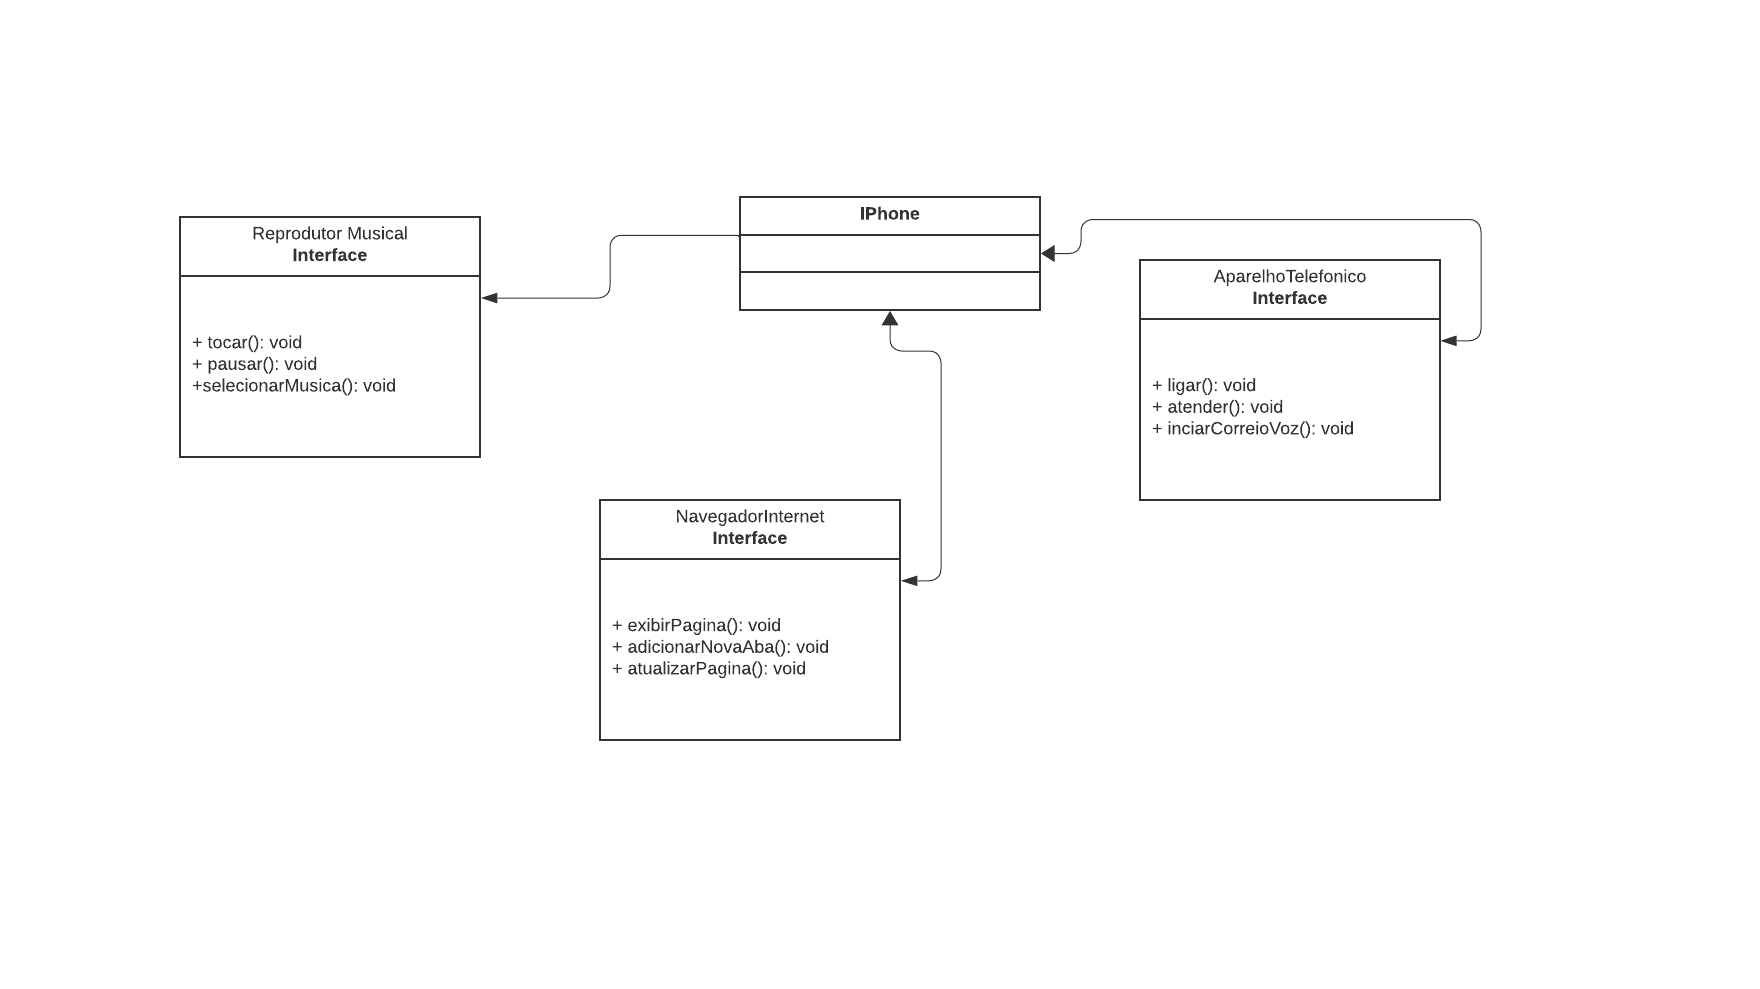 IPhone
Reprodutor Musical
Interface
+ tocar(): void
+ pausar(): void
+selecionarMusica(): void
AparelhoTelefonico
Interface
+ ligar(): void
+ atender(): void
+ inciarCorreioVoz(): void
NavegadorInternet
Interface
+ exibirPagina(): void
+ adicionarNovaAba(): void
+ atualizarPagina(): void